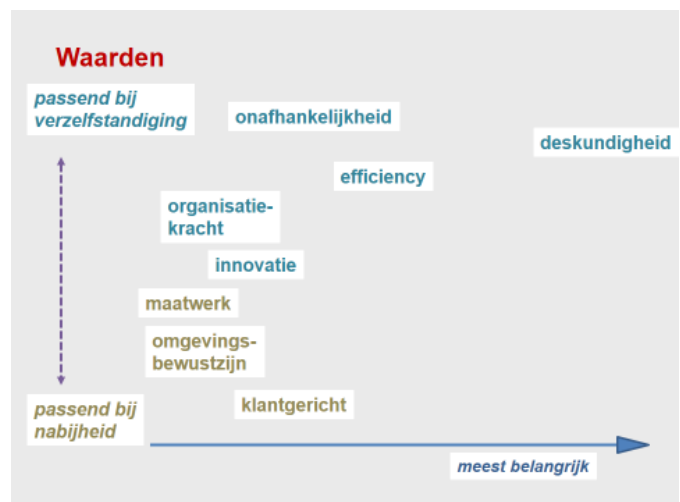 Waarden
passend bij
verzelfstandiging
onafhankelijkheid
deskundigheid
efficiency
organisatie-
kracht
innovatie
maatwerk
omgevings-
bewustzijn
klantgericht
passend bij
nabijheid
meest belangrijk